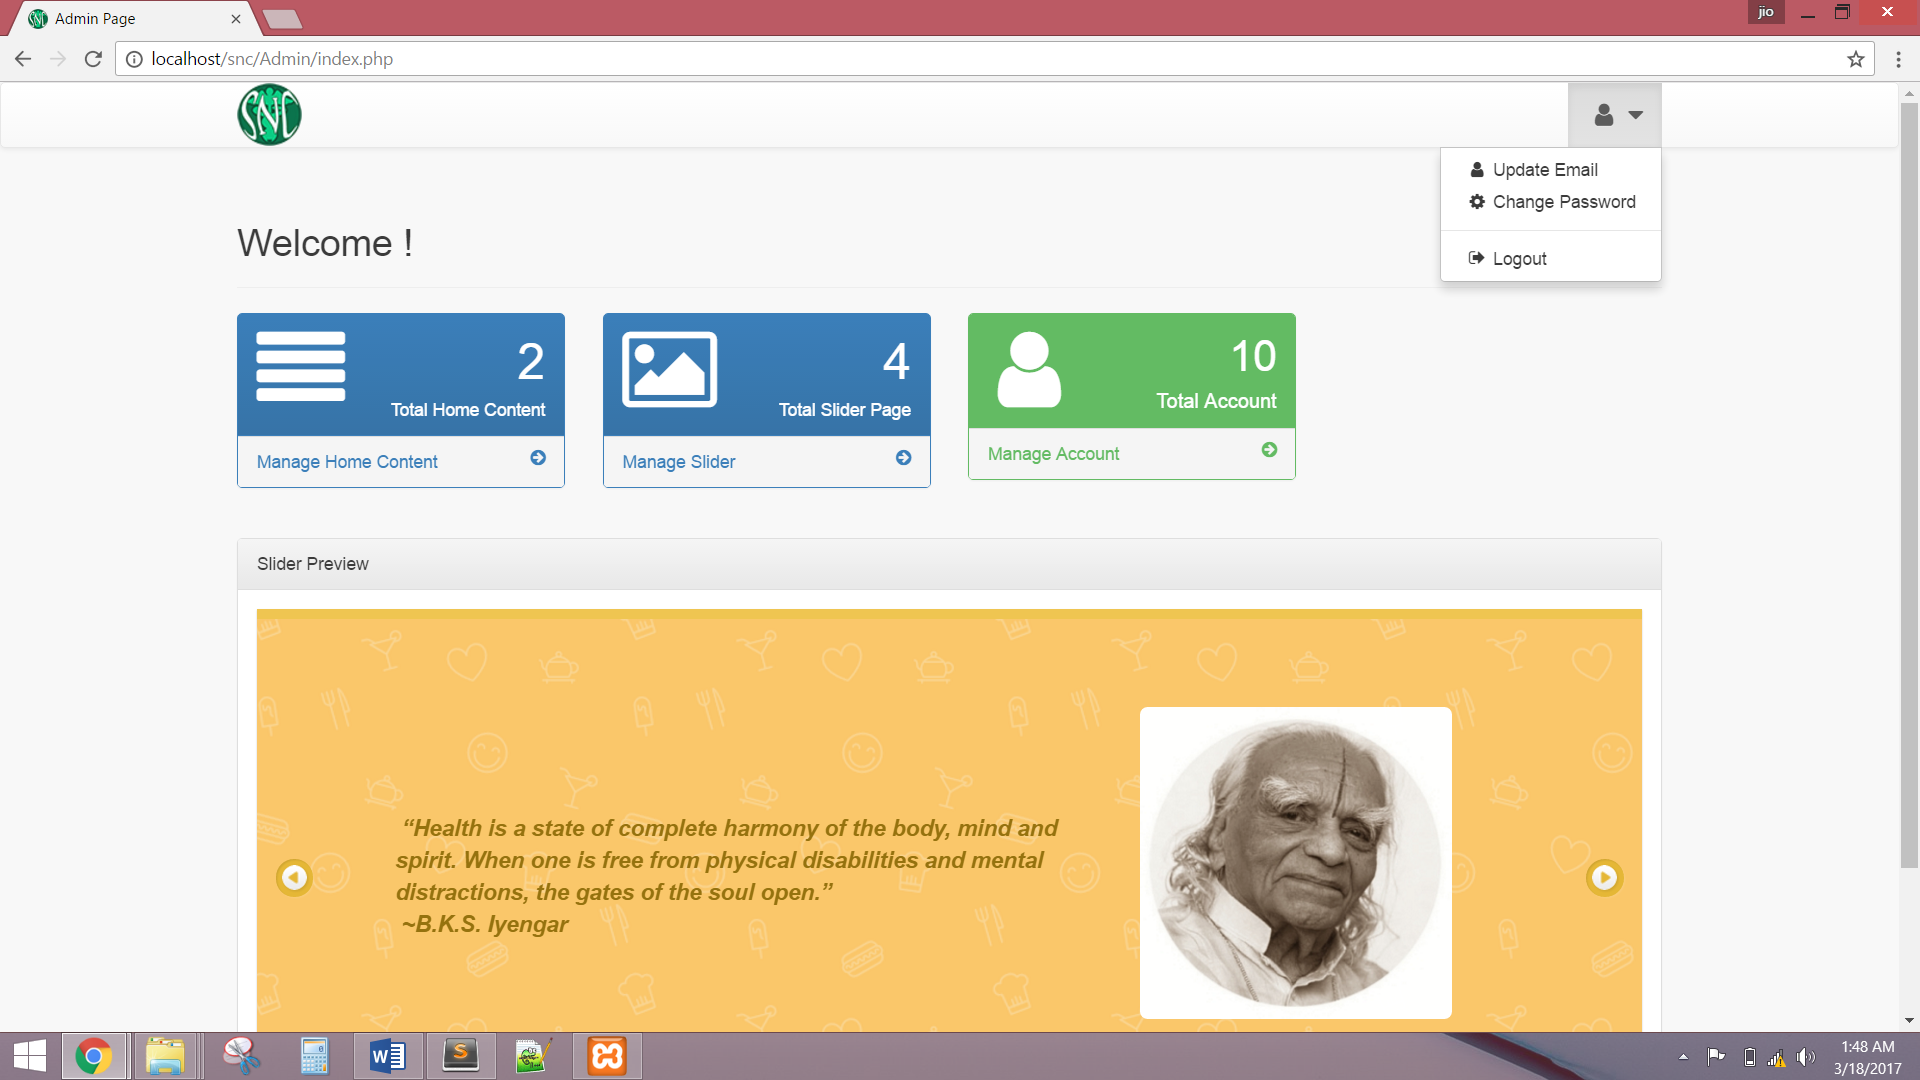 Admin Page
jio
localhost/snc/Admin/index.php
SNC
Update Email
Change Password
Logout
Welcome !
2
Total Home Content
Manage Home Content
4
Total Slider Page
Manage Slider
10
Total Account
Manage Account
Slider Preview
“Health is a state of complete harmony of the body, mind and
spirit. When one is free from physical disabilities and mental
distractions, the gates of the soul open.”
~B.K.S. Iyengar
1:48 AM
3/18/2017